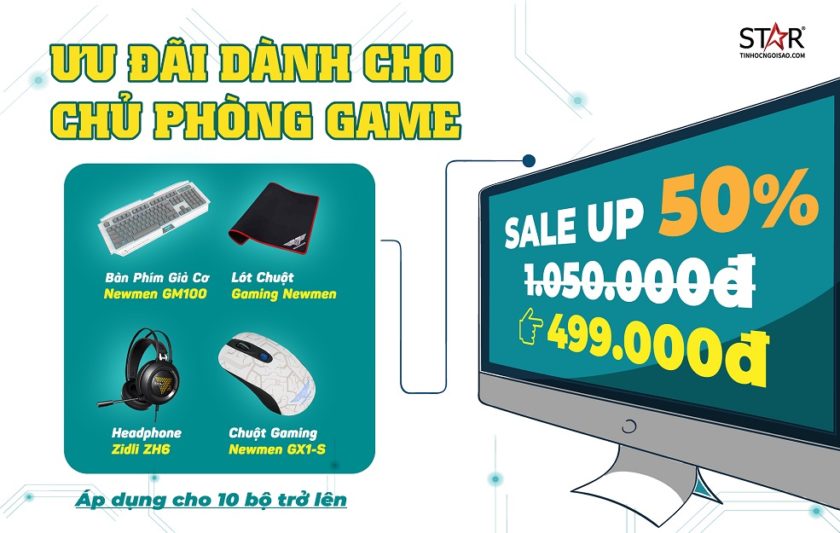 STAR
TINHOCNGOISAO.COM
ƯU ĐÃI DÀNH CHO
CHỦ PHÒNG GAME
Bàn Phím Giả Cơ
Newmen GM100
Lót Chuột
Gaming Newmen
Headphone
Zidli ZH6
Chuột Gaming
Newmen GX1-S
Áp dụng cho 10 bộ trở lên
SALE UP 50%
1.050.000đ
499.000đ